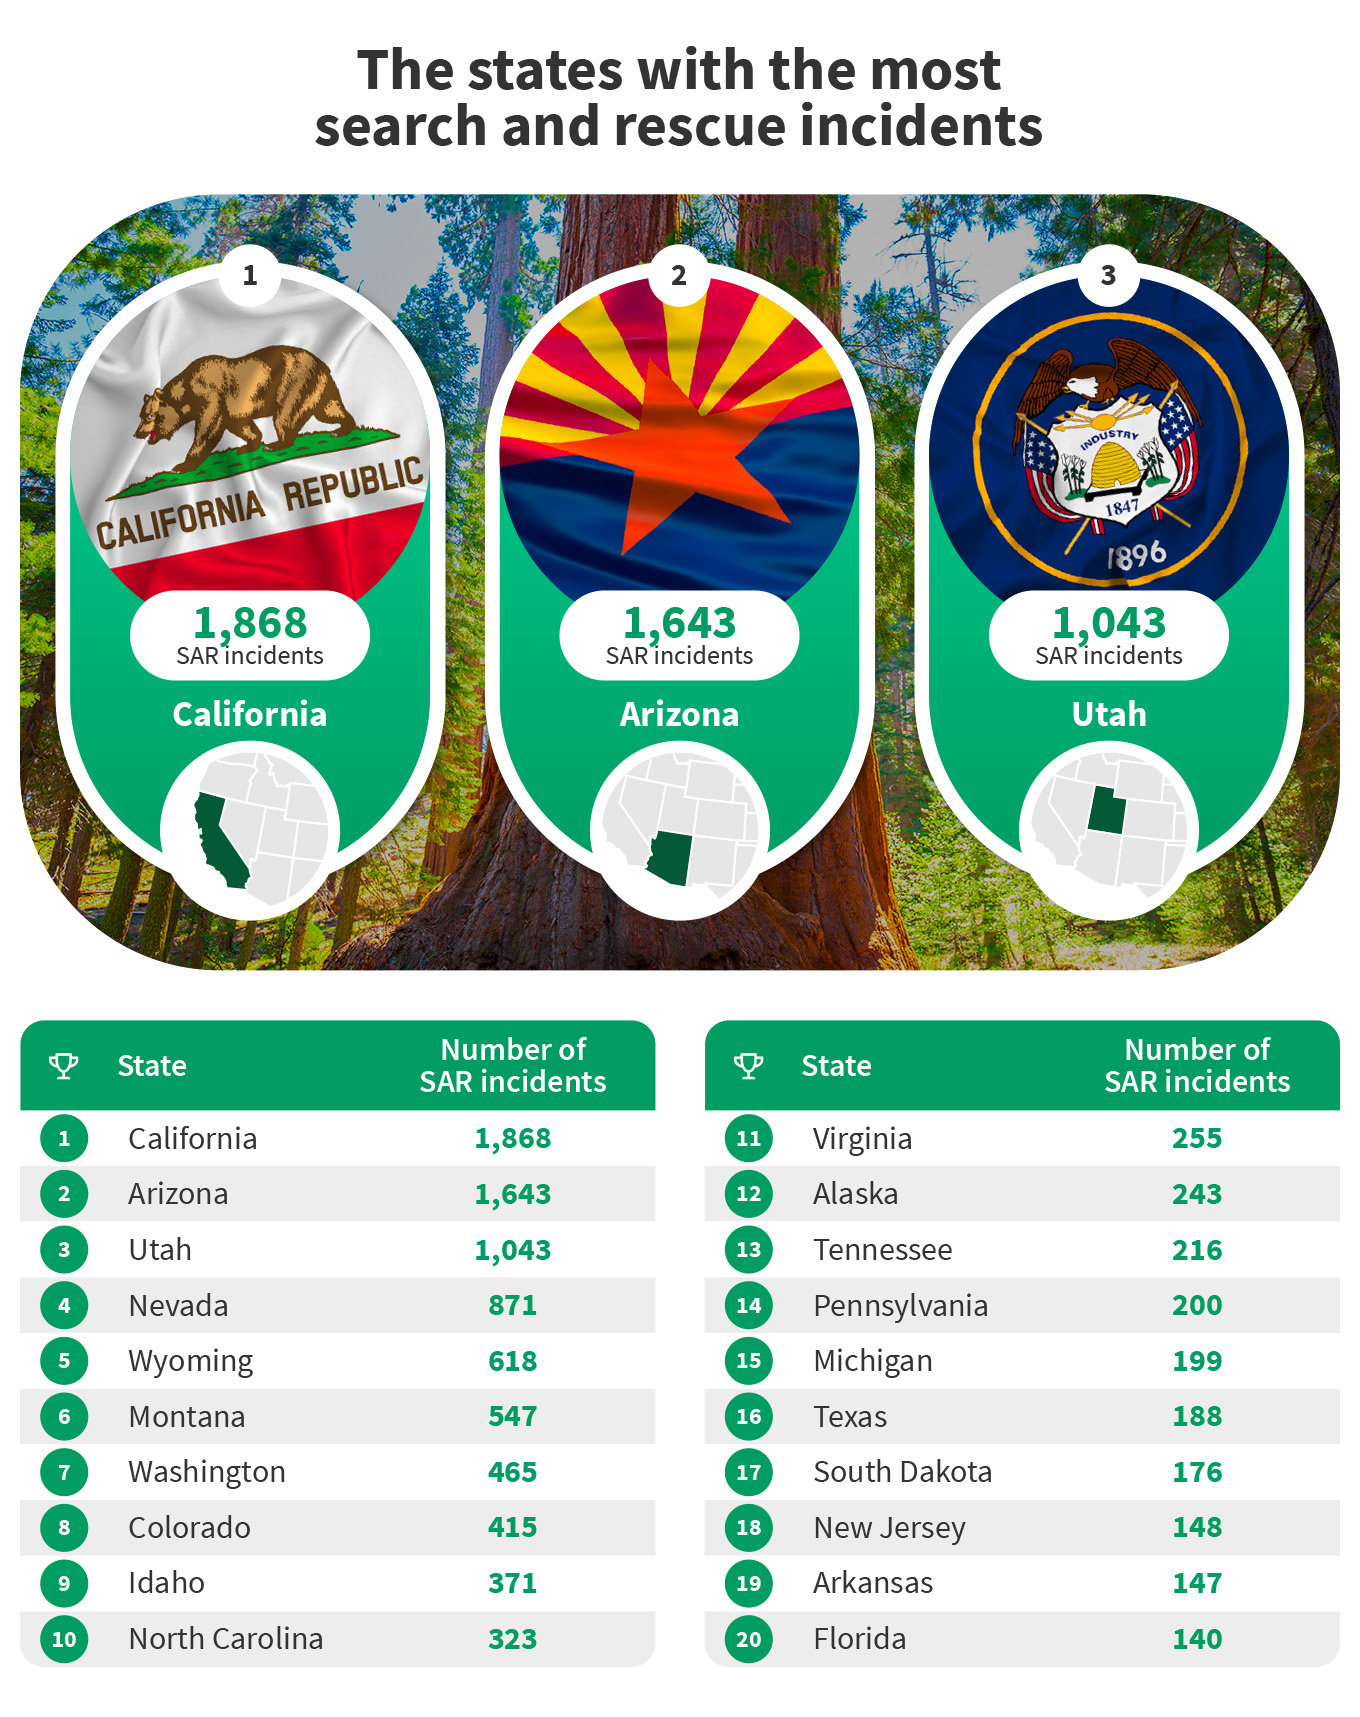 The states with the most
search and rescue incidents
1
2
3
CALIFORNIA REPUBLIC
INDUSTRY
1847
1896
1,868
SAR incidents
California
1,643
SAR incidents
Arizona
1,043
SAR incidents
Utah
State
Number of
SAR incidents
1 California 1,868
2 Arizona 1,643
3 Utah 1,043
4 Nevada 871
5 Wyoming 618
6 Montana 547
7 Washington 465
8 Colorado 415
9 Idaho 371
10 North Carolina 323
State
Number of
SAR incidents
11 Virginia 255
12 Alaska 243
13 Tennessee 216
14 Pennsylvania 200
15 Michigan 199
16 Texas 188
17 South Dakota 176
18 New Jersey 148
19 Arkansas 147
20 Florida 140